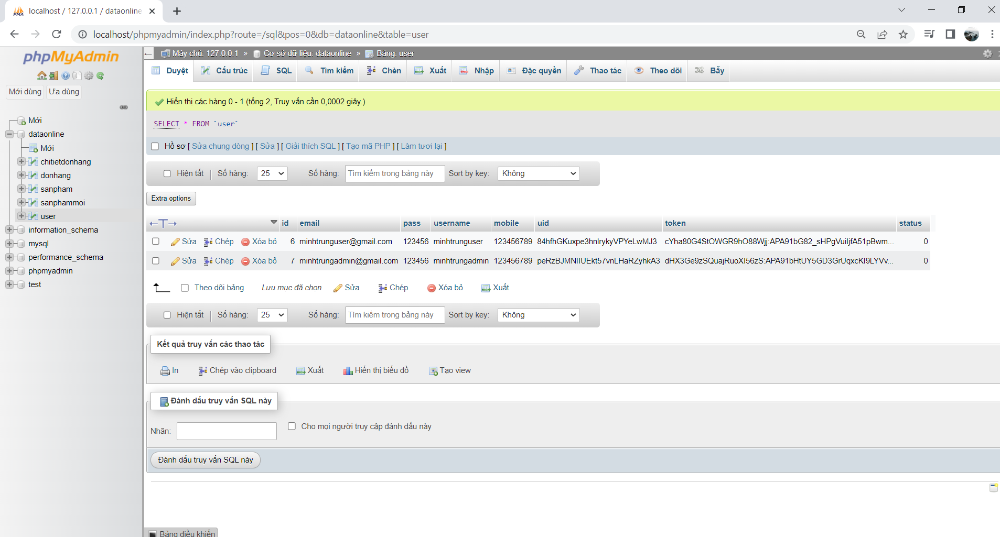 localhost / 127.0.0.1 / dataonline
localhost/phpmyadmin/index.php?route=/sql&pos=0&db=dataonline&table=user
phpMyAdmin
Mới dùng Ưa dùng
Mới
dataonline
Mới
chitietdonhang
donhang
sanpham
sanphammoi
user
information_schema
mysql
performance_schema
phpmyadmin
test
Máy chủ: 127.0.0.1 » Cơ sở dữ liệu: dataonline » Bảng: user
Duyệt Cấu trúc SQL Tìm kiếm Chèn Xuất Nhập Đặc quyền Thao tác Theo dõi Bẫy
Hiển thị các hàng 0 - 1 (tổng 2, Truy vấn cần 0,0002 giây.)
SELECT * FROM `user`
Hồ sơ [ Sửa chung dòng ] [ Sửa ] [ Giải thích SQL ] [ Tạo mã PHP ] [ Làm tươi lại ]
Hiện tất | Số hàng: 25 Số hàng: Tìm kiếm trong bảng này Sort by key: Không
Extra options
←T→ id email pass username mobile uid token status
Sửa Chép Xóa bỏ 6 minhtrunguser@gmail.com 123456 minhtrunguser 123456789 84hfhGKuxpe3hnlrykyVPYeLwMJ3 cYha80G4StOWGR9hO88Wjj:APA91bG82_sHPgVuiljfA51pBwm... 0
Sửa Chép Xóa bỏ 7 minhtrungadmin@gmail.com 123456 minhtrungadmin 123456789 peRzBJMNIIUEkt57vnLHaRZyhkA3 dHX3Ge9zSQuajRuoXI56zS:APA91bHtUY5GD3GrUqxcKI9LYVv... 0
Theo dõi bảng Lưu mục đã chọn Sửa Chép Xóa bỏ Xuất
Hiện tất | Số hàng: 25 Số hàng: Tìm kiếm trong bảng này Sort by key: Không
Kết quả truy vấn các thao tác
In Chép vào clipboard Xuất Hiển thị biểu đồ Tạo view
Đánh dấu truy vấn SQL này
Nhãn: Cho mọi người truy cập đánh dấu này
Đánh dấu truy vấn SQL này
Bảng điều khiển